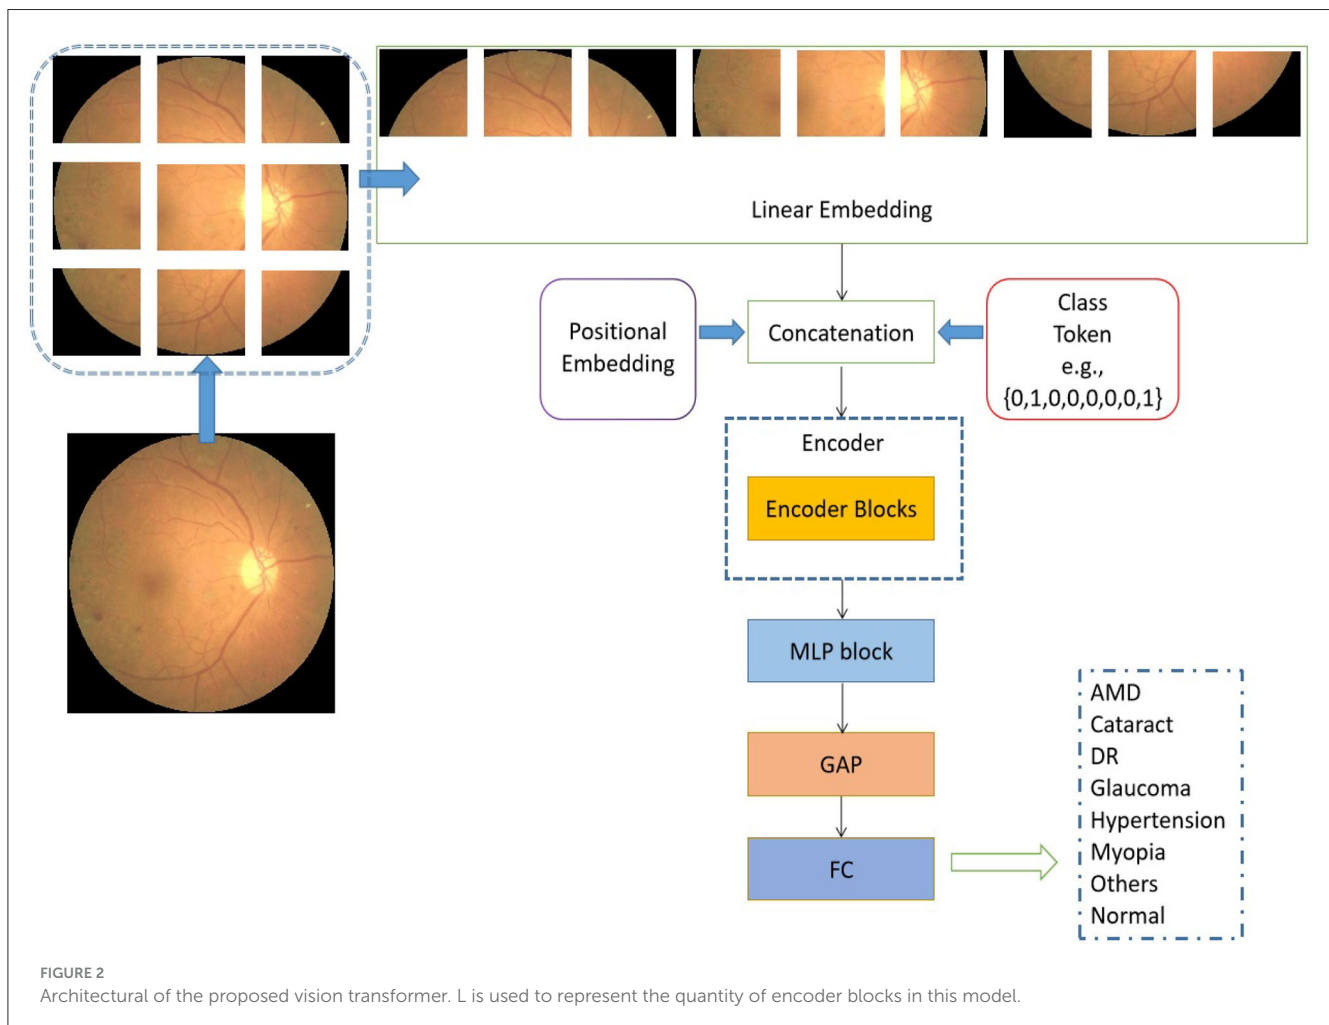 Linear Embedding
Positional
Embedding
Concatenation
Class
Token
e.g.,
{0,1,0,0,0,0,0,1}
Encoder
Encoder Blocks
MLP block
GAP
FC
AMD
Cataract
DR
Glaucoma
Hypertension
Myopia
Others
Normal
FIGURE 2
Architectural of the proposed vision transformer. L is used to represent the quantity of encoder blocks in this model.